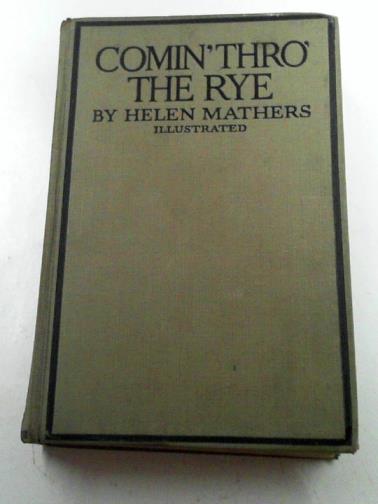 COMIN' THRO'
THE RYE
BY HELEN MATHERS
ILLUSTRATED